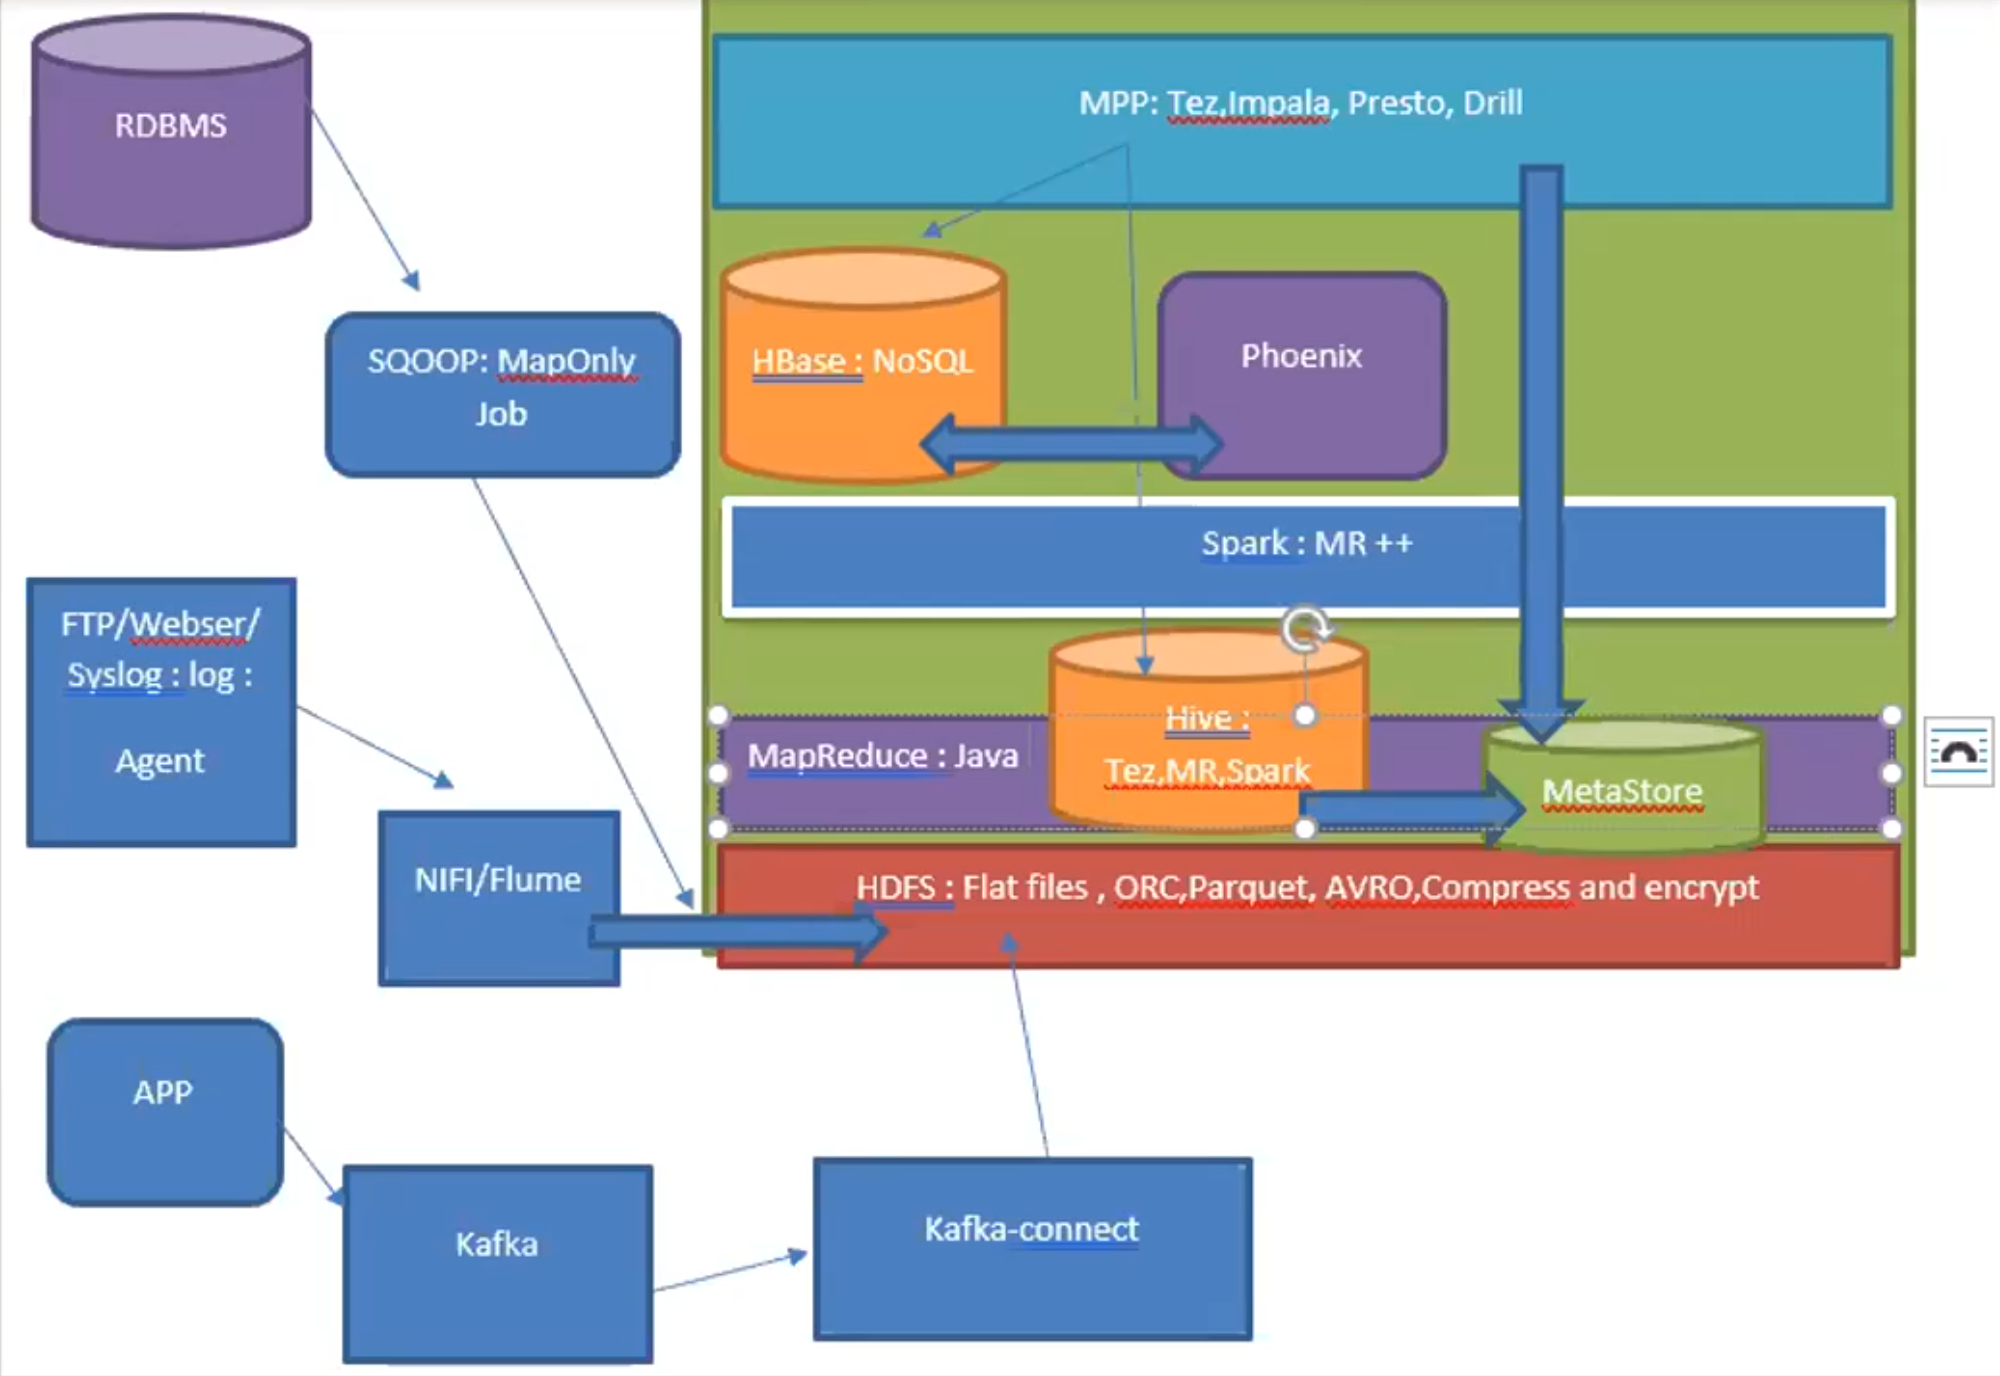 RDBMS
MPP: Tez,Impala, Presto, Drill
SQOOP: MapOnly
Job
HBase : NoSQL
Phoenix
Spark : MR ++
FTP/Webser/
Syslog : log :
Agent
MapReduce : Java
Hive :
Tez,MR,Spark
MetaStore
NIFI/Flume
HDFS : Flat files , ORC,Parquet, AVRO,Compress and encrypt
APP
Kafka
Kafka-connect